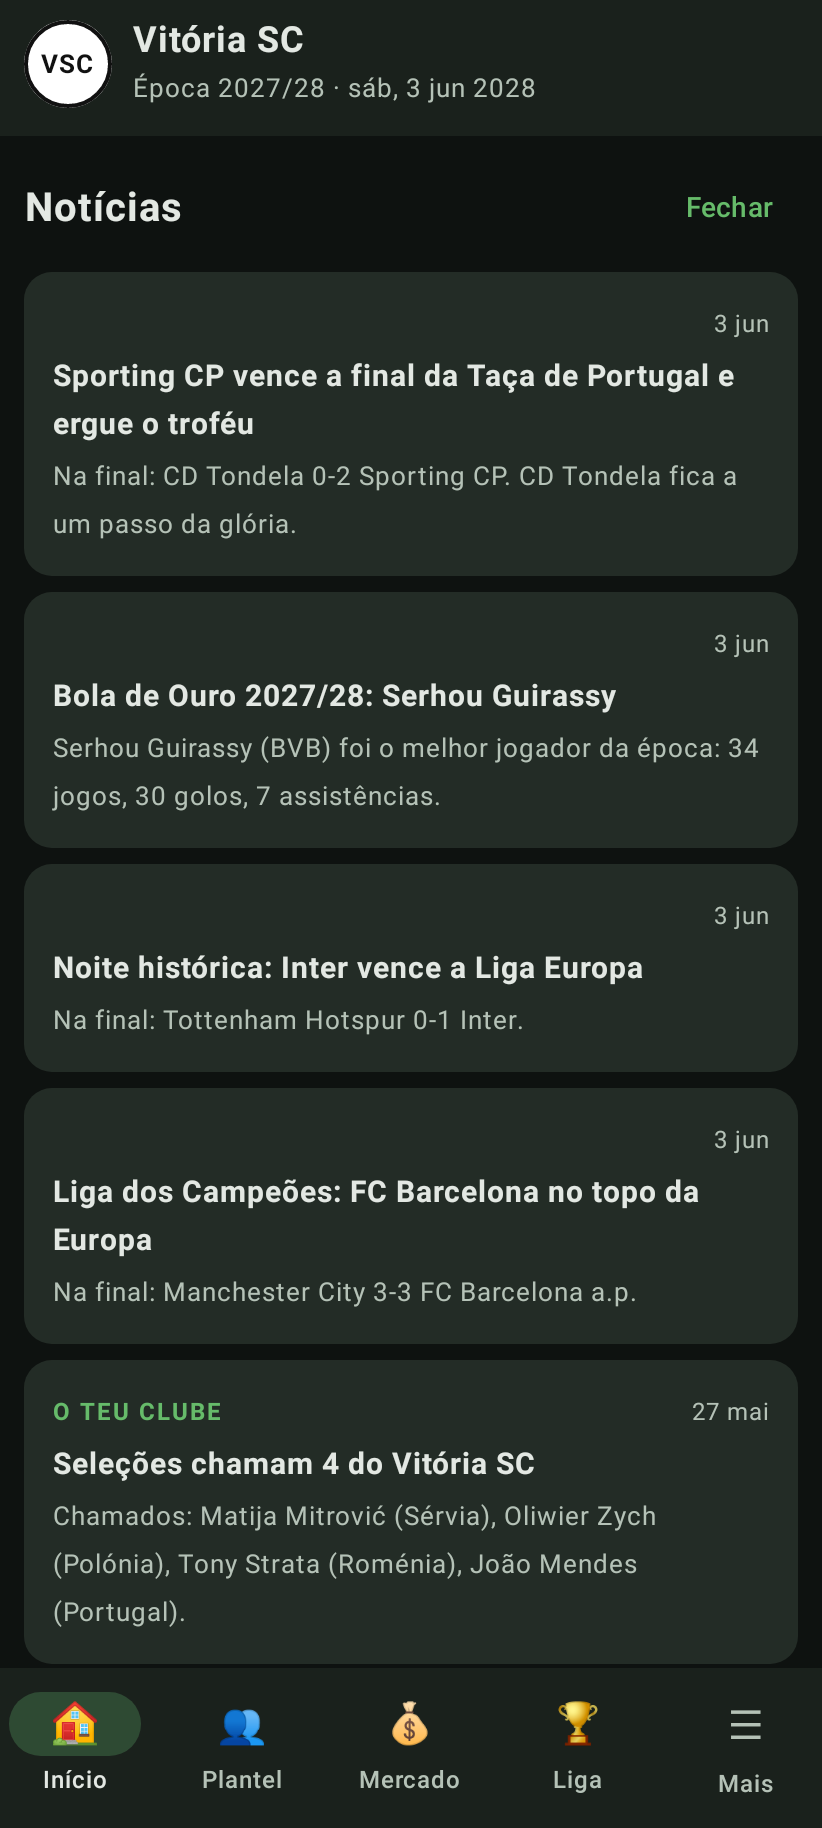 VSC
Vitória SC
Época 2027/28 · sáb, 3 jun 2028
Notícias
Fechar
3 jun
Sporting CP vence a final da Taça de Portugal e
ergue o troféu
Na final: CD Tondela 0-2 Sporting CP. CD Tondela fica a
um passo da glória.
3 jun
Bola de Ouro 2027/28: Serhou Guirassy
Serhou Guirassy (BVB) foi o melhor jogador da época: 34
jogos, 30 golos, 7 assistências.
3 jun
Noite histórica: Inter vence a Liga Europa
Na final: Tottenham Hotspur 0-1 Inter.
3 jun
Liga dos Campeões: FC Barcelona no topo da
Europa
Na final: Manchester City 3-3 FC Barcelona a.p.
O TEU CLUBE
27 mai
Seleções chamam 4 do Vitória SC
Chamados: Matija Mitrović (Sérvia), Oliwier Zych
(Polónia), Tony Strata (Roménia), João Mendes
(Portugal).
Início
Plantel
Mercado
Liga
Mais